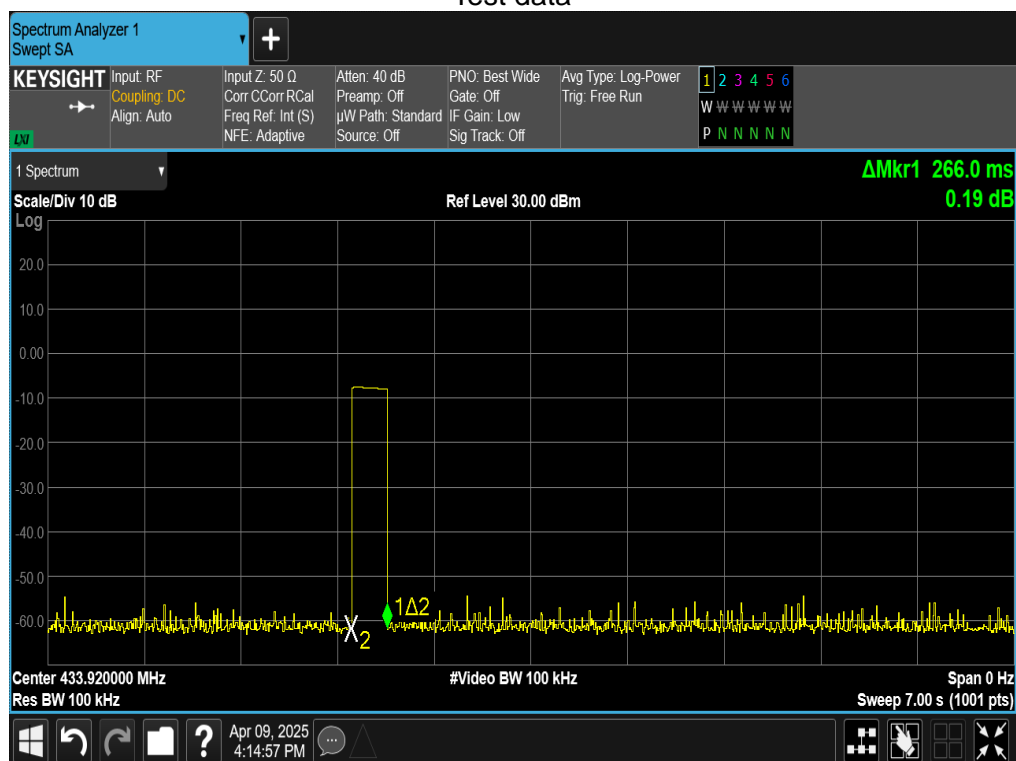 Test data
Spectrum Analyzer 1
Swept SA
+
KEYSIGHT
Input: RF
Coupling: DC
Align: Auto
LXI
Input Z: 50 Ω
Corr CCorr RCal
Freq Ref: Int (S)
NFE: Adaptive
Atten: 40 dB
Preamp: Off
µW Path: Standard
Source: Off
PNO: Best Wide
Gate: Off
IF Gain: Low
Sig Track: Off
Avg Type: Log-Power
Trig: Free Run
1 2 3 4 5 6
W W W W W W
P N N N N N
1 Spectrum
ΔMkr1 266.0 ms
0.19 dB
Scale/Div 10 dB
Ref Level 30.00 dBm
Log
20.0
10.0
0.00
-10.0
-20.0
-30.0
-40.0
-50.0
-60.0
1Δ2
X2
Center 433.920000 MHz
#Video BW 100 kHz
Span 0 Hz
Res BW 100 kHz
Sweep 7.00 s (1001 pts)
?
Apr 09, 2025
4:14:57 PM